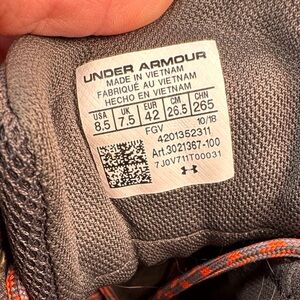 UNDER ARMOUR
MADE IN VIETNAM
FABRIQUÉ AU VIETNAM
HECHO EN VIETNAM
USA UK EUR CM CHN
8.5 7.5 42 26.5 265
FGV 10/18
4201352311
Art.3021367-100
7J0V711T00031